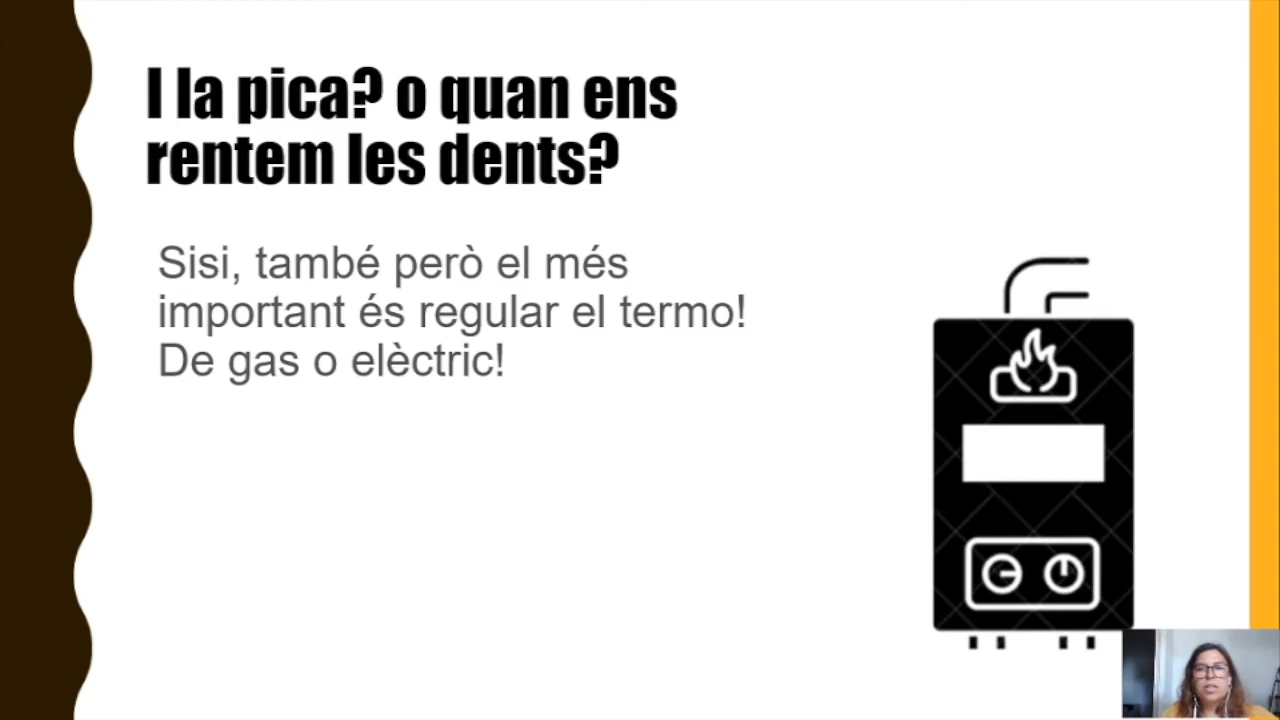 I la pica? o quan ens
rentem les dents?
Sisi, també però el més
important és regular el termo!
De gas o elèctric!